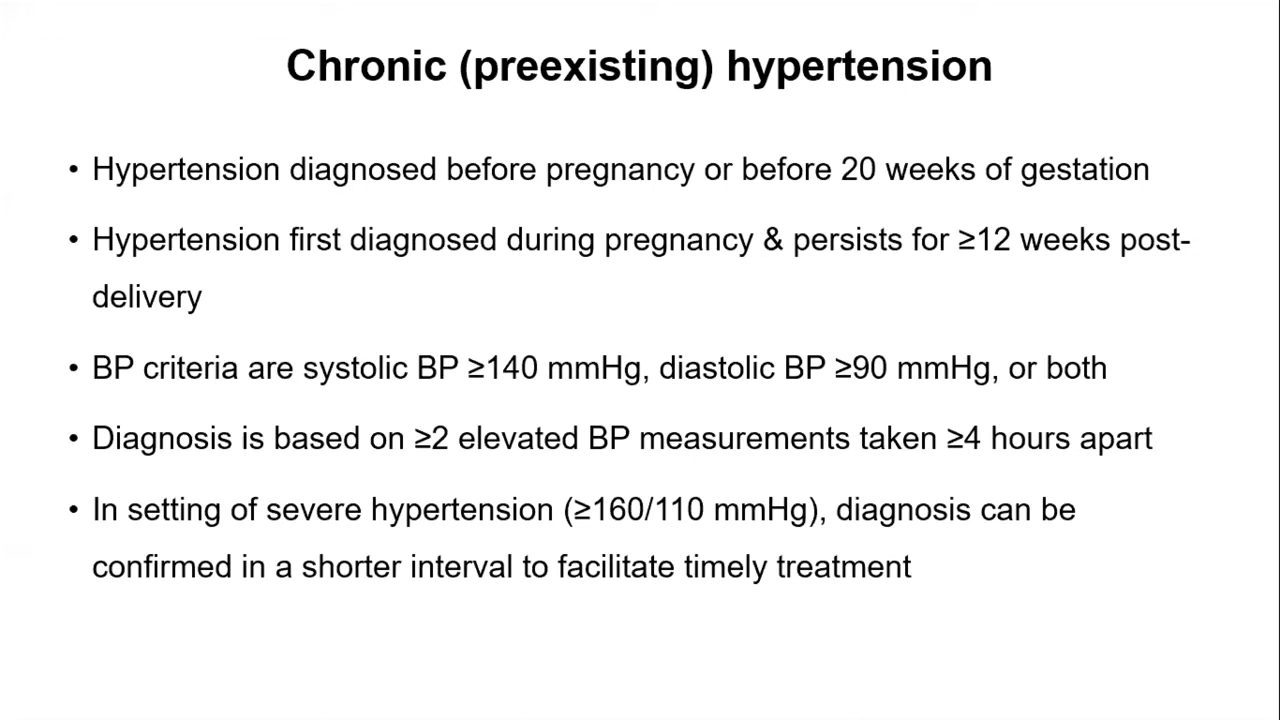 Chronic (preexisting) hypertension
• Hypertension diagnosed before pregnancy or before 20 weeks of gestation
• Hypertension first diagnosed during pregnancy & persists for ≥12 weeks post-
delivery
• BP criteria are systolic BP ≥140 mmHg, diastolic BP ≥90 mmHg, or both
• Diagnosis is based on ≥2 elevated BP measurements taken ≥4 hours apart
• In setting of severe hypertension (≥160/110 mmHg), diagnosis can be
confirmed in a shorter interval to facilitate timely treatment